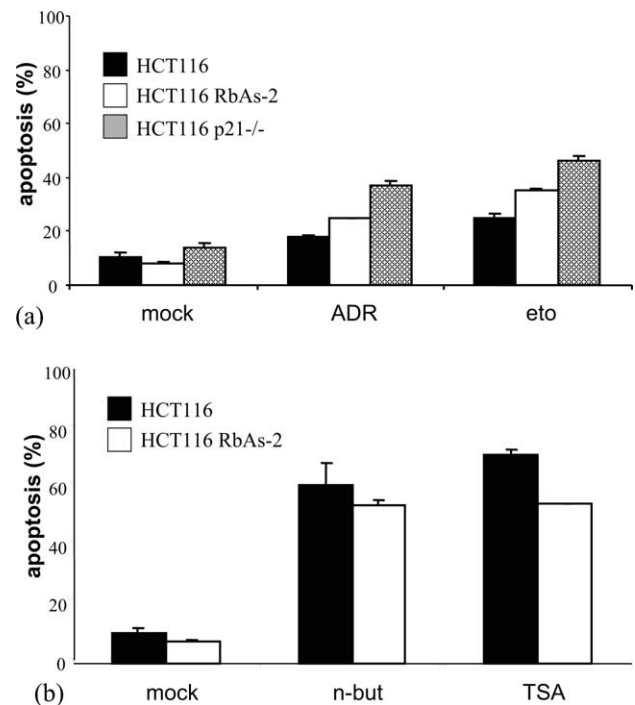 100
80
60
40
20
0
apoptosis (%)
HCT116
HCT116 RbAs-2
HCT116 p21-/-
mock ADR eto
(a)
100
80
60
40
20
0
apoptosis (%)
HCT116
HCT116 RbAs-2
mock n-but TSA
(b)